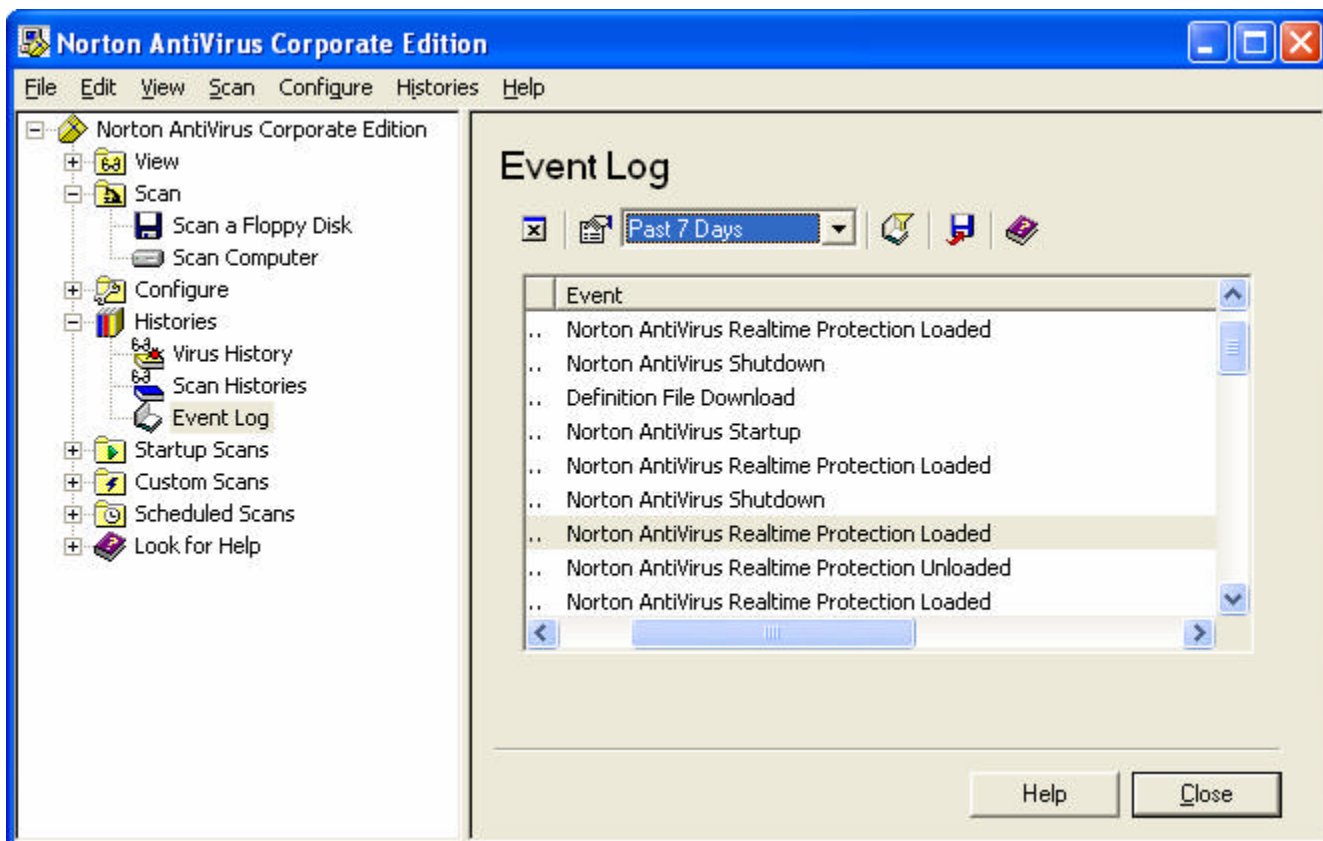 Norton AntiVirus Corporate Edition
File Edit View Scan Configure Histories Help
Norton AntiVirus Corporate Edition
View
Scan
Scan a Floppy Disk
Scan Computer
Configure
Histories
Virus History
Scan Histories
Event Log
Startup Scans
Custom Scans
Scheduled Scans
Look for Help
Event Log
Past 7 Days
Event
.. Norton AntiVirus Realtime Protection Loaded
.. Norton AntiVirus Shutdown
.. Definition File Download
.. Norton AntiVirus Startup
.. Norton AntiVirus Realtime Protection Loaded
.. Norton AntiVirus Shutdown
.. Norton AntiVirus Realtime Protection Loaded
.. Norton AntiVirus Realtime Protection Unloaded
.. Norton AntiVirus Realtime Protection Loaded
Help Close